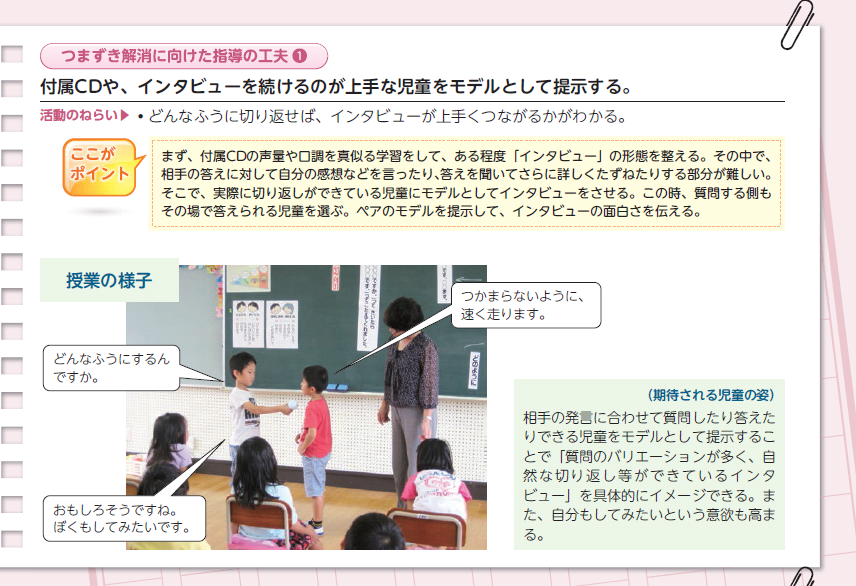 つまずき解消に向けた指導の工夫❶
付属CDや、インタビューを続けるのが上手な児童をモデルとして提示する。
活動のねらい▶ • どんなふうに切り返せば、インタビューが上手くつながるかがわかる。
ここが
ポイント
まず、付属CDの声量や口調を真似る学習をして、ある程度「インタビュー」の形態を整える。その中で、
相手の答えに対して自分の感想などを言ったり、答えを聞いてさらに詳しくたずねたりする部分が難しい。
そこで、実際に切り返しができている児童にモデルとしてインタビューをさせる。この時、質問する側も
その場で答えられる児童を選ぶ。ペアのモデルを提示して、インタビューの面白さを伝える。
授業の様子
つかまらないように、
速く走ります。
どんなふうにするん
ですか。
どのように
おもしろそうですね。
ぼくもしてみたいです。
（期待される児童の姿）
相手の発言に合わせて質問したり答えた
りできる児童をモデルとして提示するこ
とで「質問のバリエーションが多く、自
然な切り返し等ができているインタ
ビュー」を具体的にイメージできる。ま
た、自分もしてみたいという意欲も高ま
る。